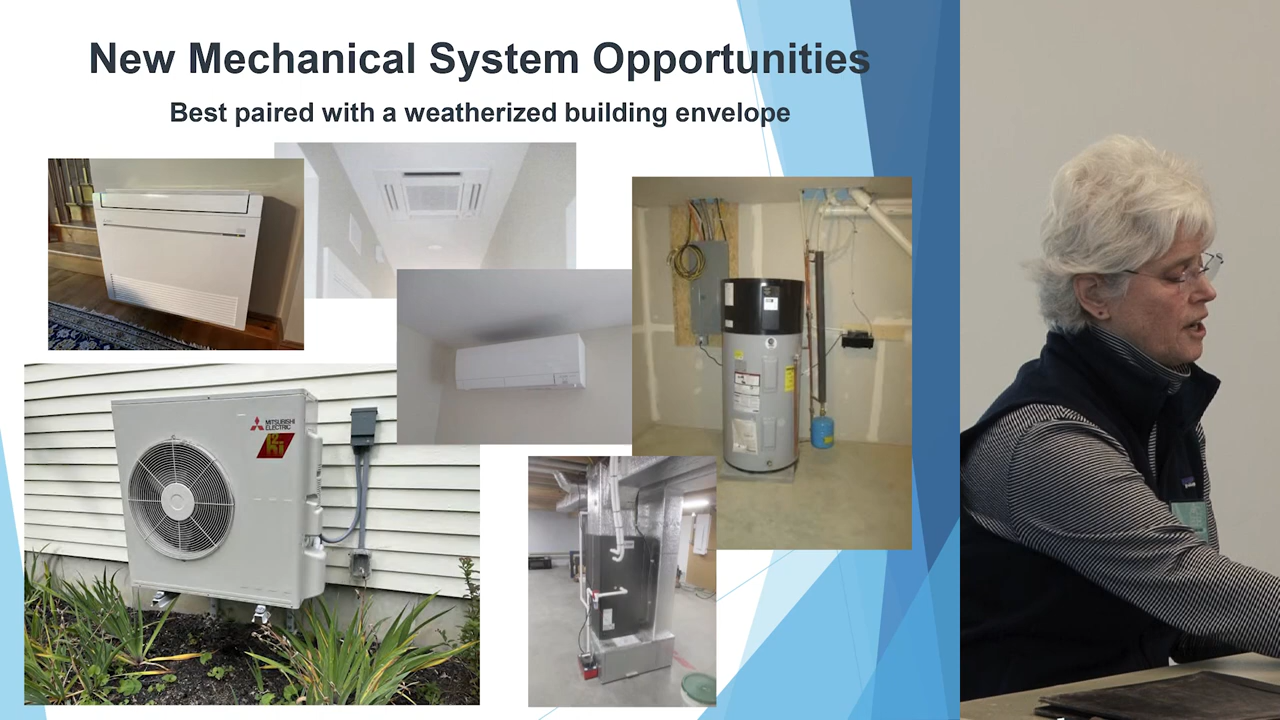 New Mechanical System Opportunities
Best paired with a weatherized building envelope
MITSUBISHI
ELECTRIC